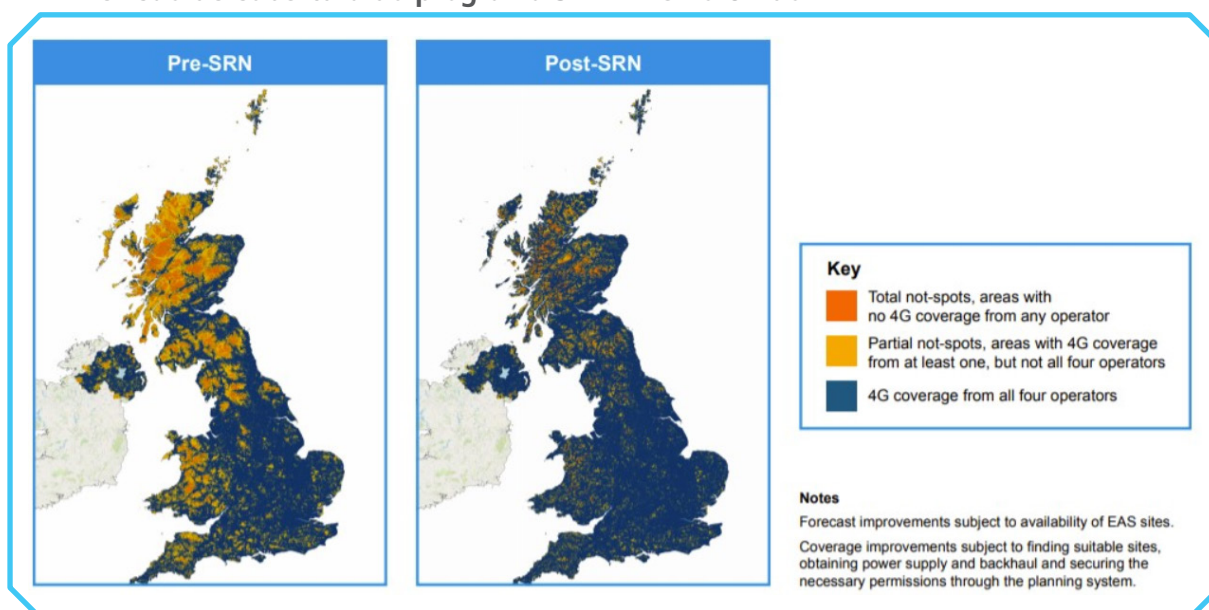 Pre-SRN
Post-SRN
Key
Total not-spots, areas with
no 4G coverage from any operator
Partial not-spots, areas with 4G coverage
from at least one, but not all four operators
4G coverage from all four operators
Notes
Forecast improvements subject to availability of EAS sites.
Coverage improvements subject to finding suitable sites,
obtaining power supply and backhaul and securing the
necessary permissions through the planning system.